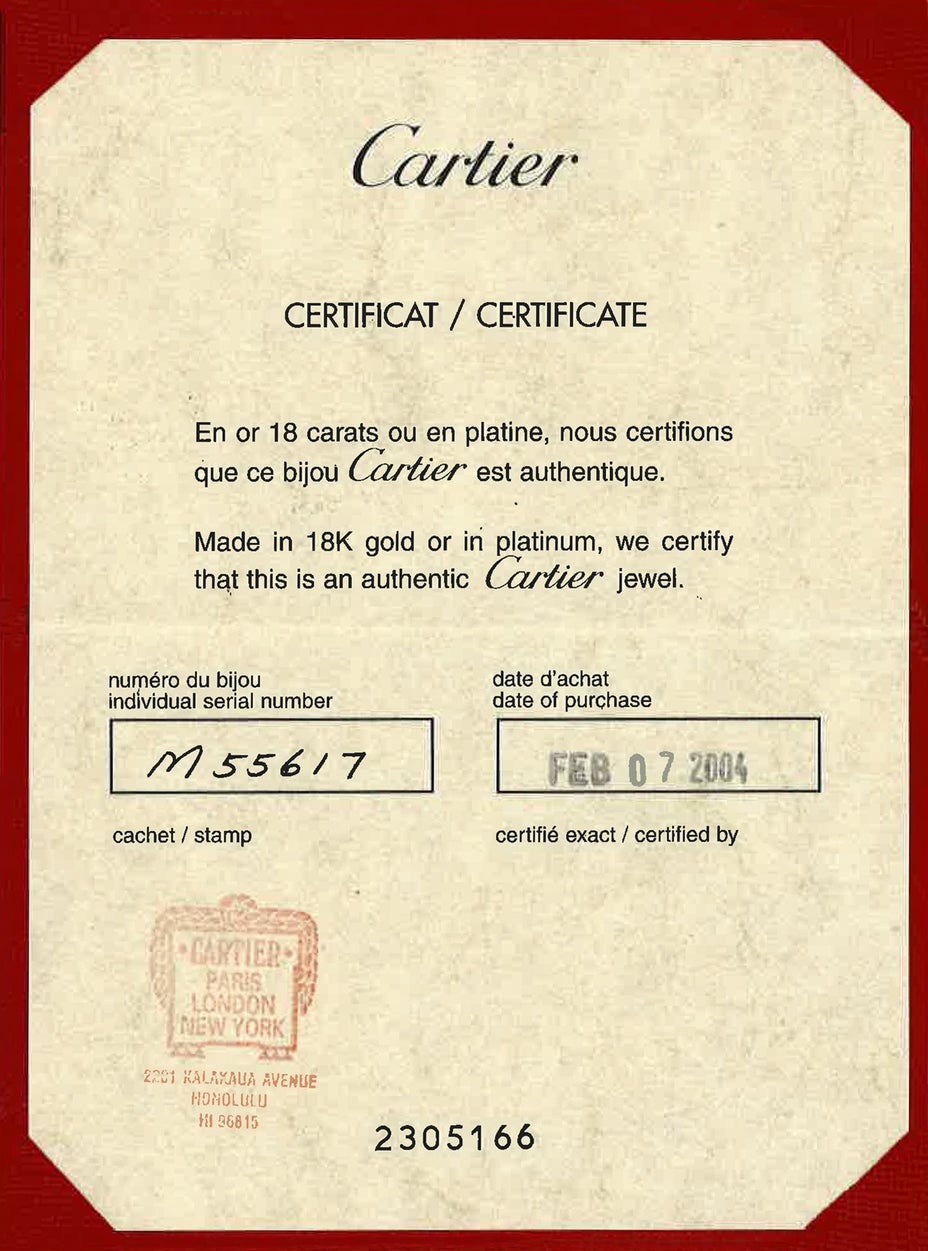 Cartier
CERTIFICAT / CERTIFICATE
En or 18 carats ou en platine, nous certifions
que ce bijou Cartier est authentique.
Made in 18K gold or in platinum, we certify
that this is an authentic Cartier jewel.
numéro du bijou
individual serial number
M55617
date d'achat
date of purchase
FEB 07 2004
cachet / stamp
certifié exact / certified by
·CARTIER·
PARIS
LONDON
NEW YORK
KALAKAUA AVENUE
HONOLULU
HI 96815
2305166